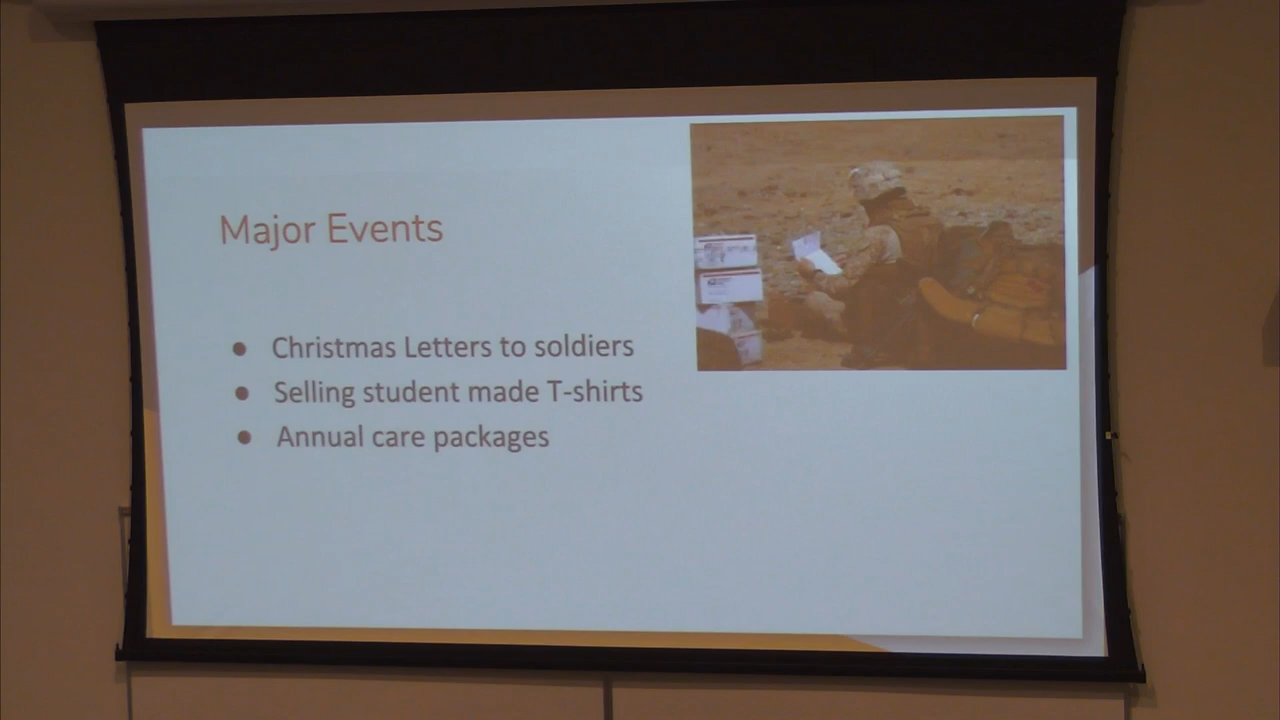 Major Events
● Christmas Letters to soldiers
● Selling student made T-shirts
● Annual care packages